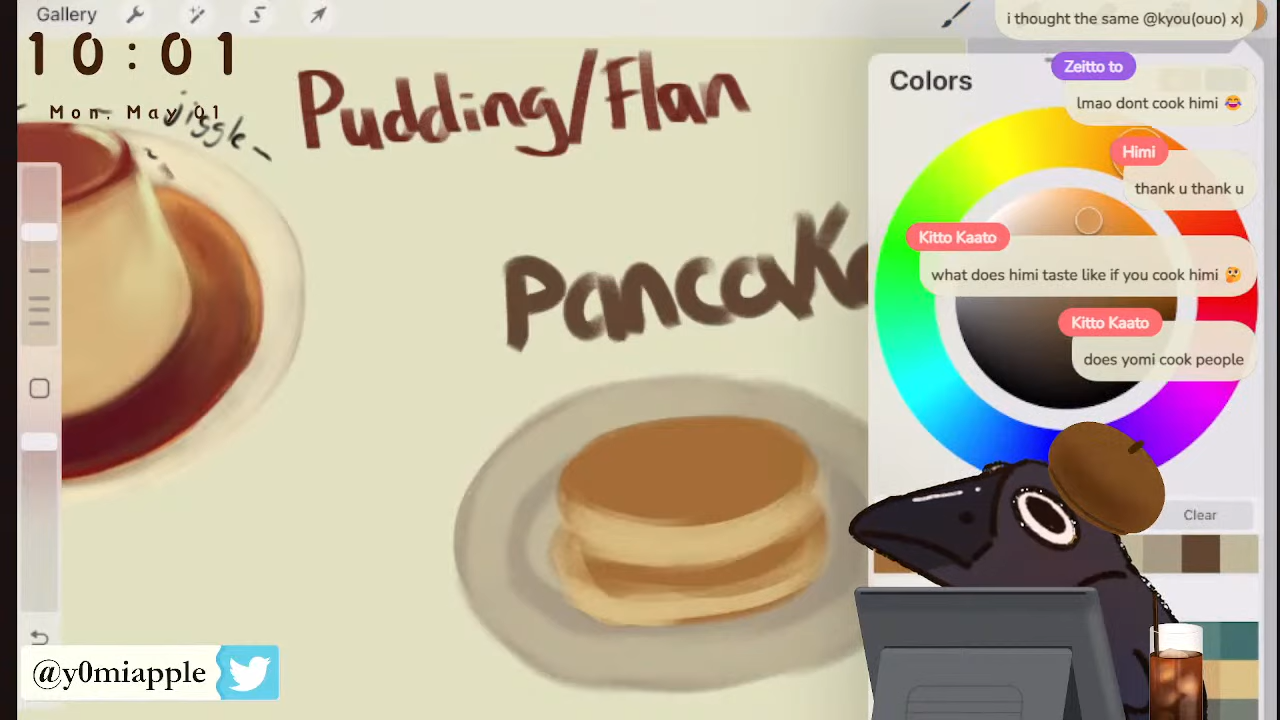 Gallery
10:01
Mon. May 01
jiggle
Pudding/Flan
Pancake
Colors
i thought the same @kyou(ouo) x)
Zeitto to
lmao dont cook himi 😂
Himi
thank u thank u
Kitto Kaato
what does himi taste like if you cook himi 🤔
Kitto Kaato
does yomi cook people
Clear
@y0miapple